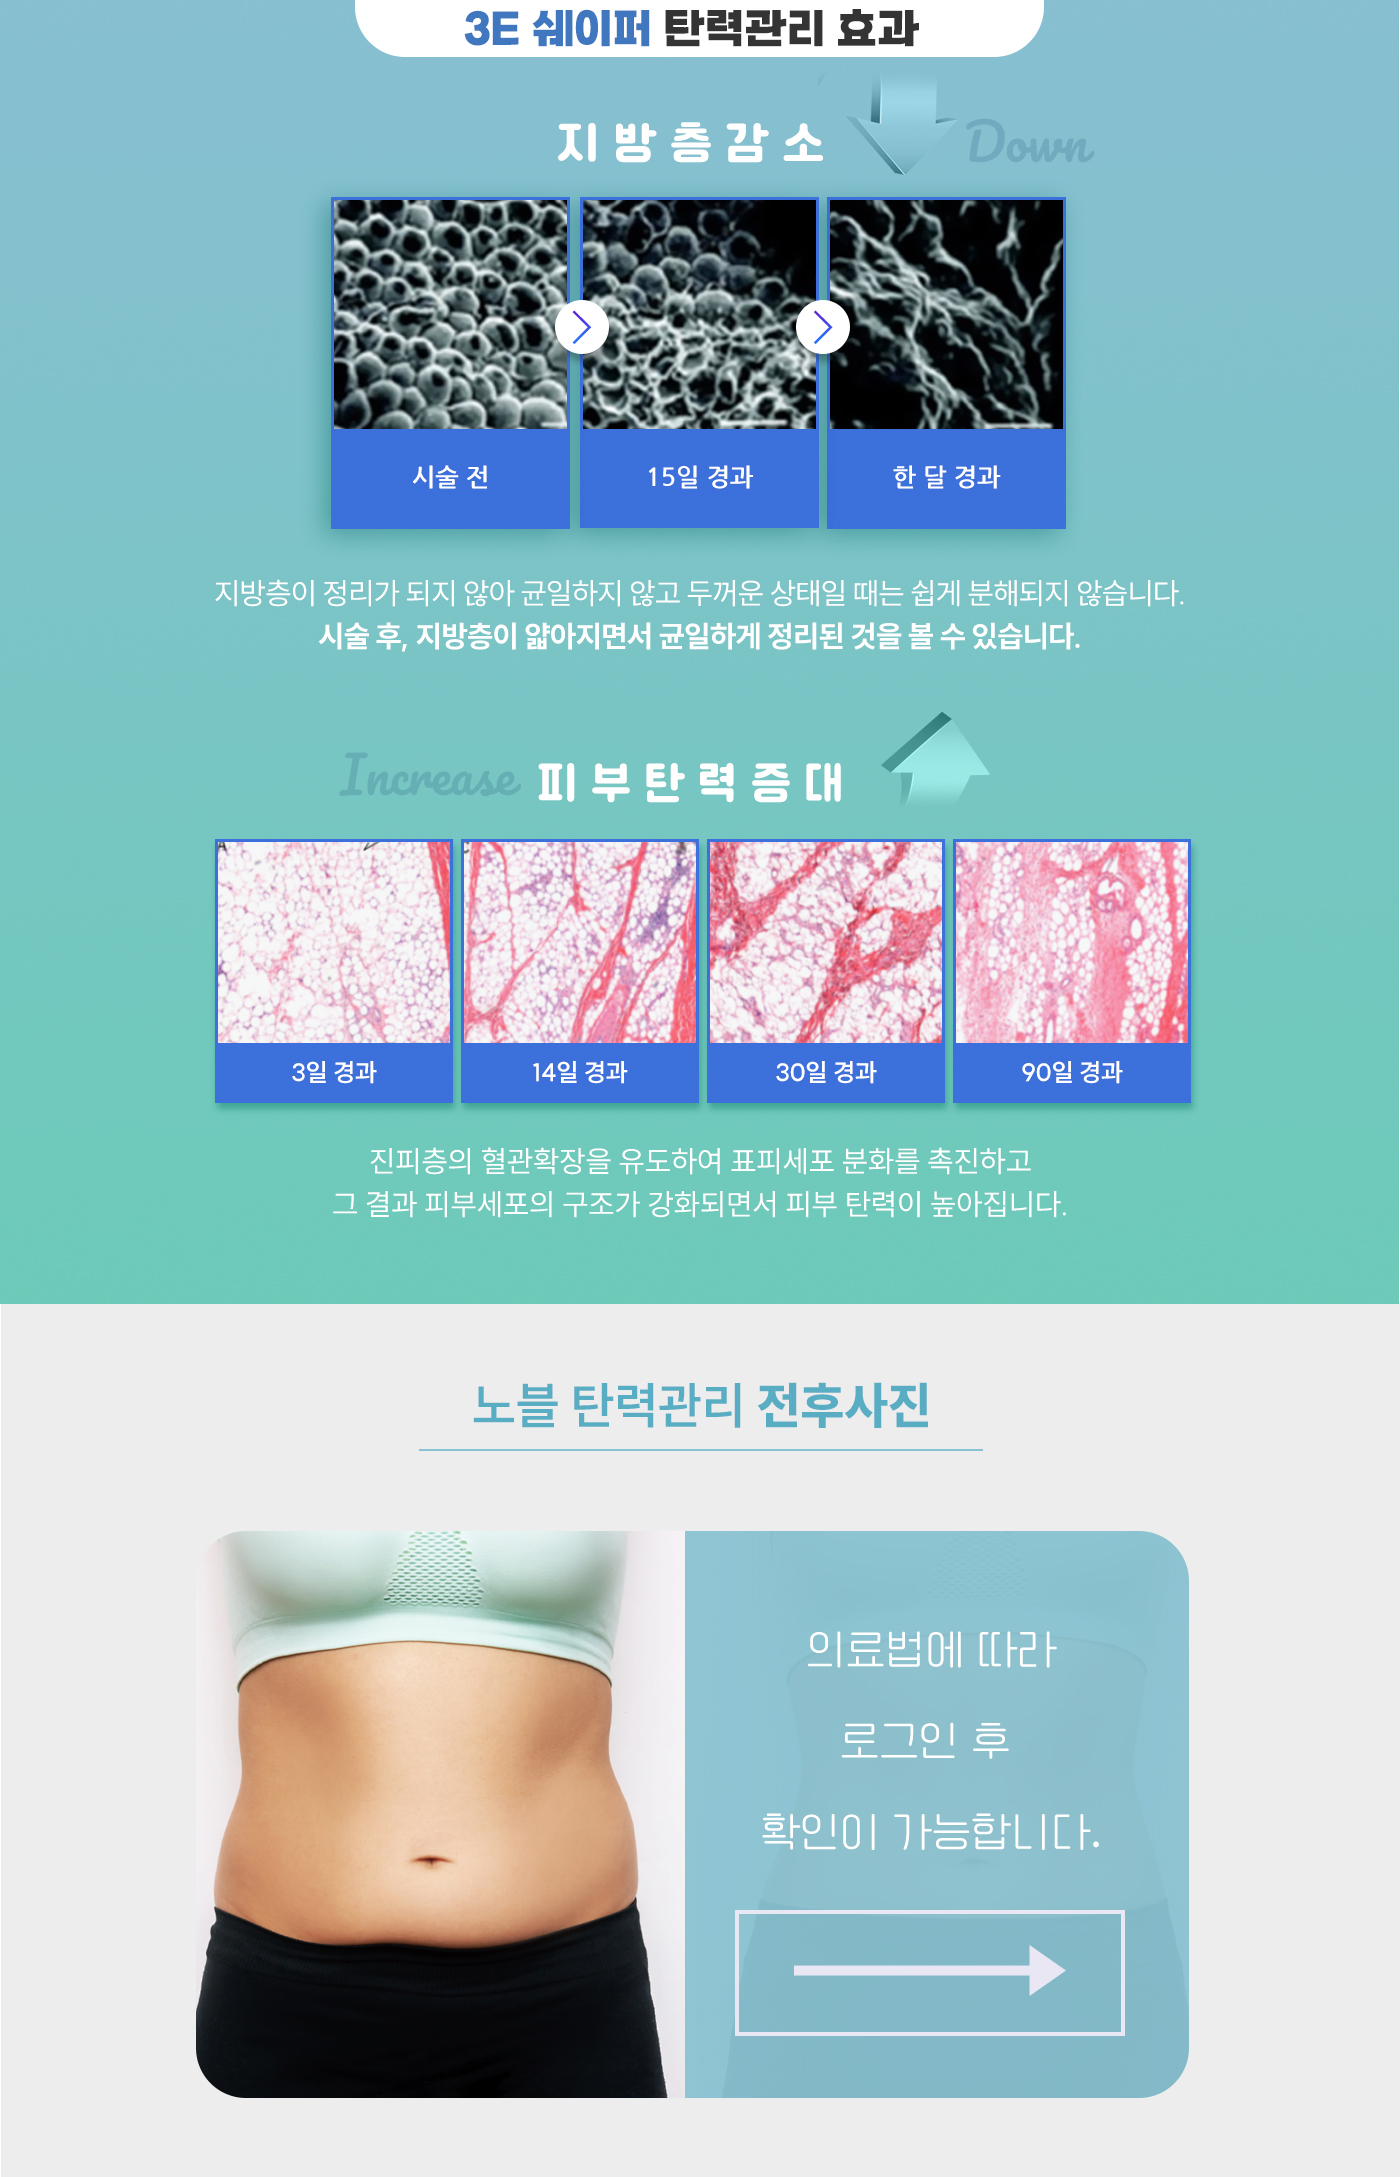 3E 쉐이퍼 탄력관리 효과
지방층감소 Down
시술 전
15일 경과
한 달 경과
지방층이 정리가 되지 않아 균일하지 않고 두꺼운 상태일 때는 쉽게 분해되지 않습니다.
시술 후, 지방층이 얇아지면서 균일하게 정리된 것을 볼 수 있습니다.
Increase 피부탄력증대
3일 경과
14일 경과
30일 경과
90일 경과
진피층의 혈관확장을 유도하여 표피세포 분화를 촉진하고
그 결과 피부세포의 구조가 강화되면서 피부 탄력이 높아집니다.
노블 탄력관리 전후사진
의료법에 따라
로그인 후
확인이 가능합니다.